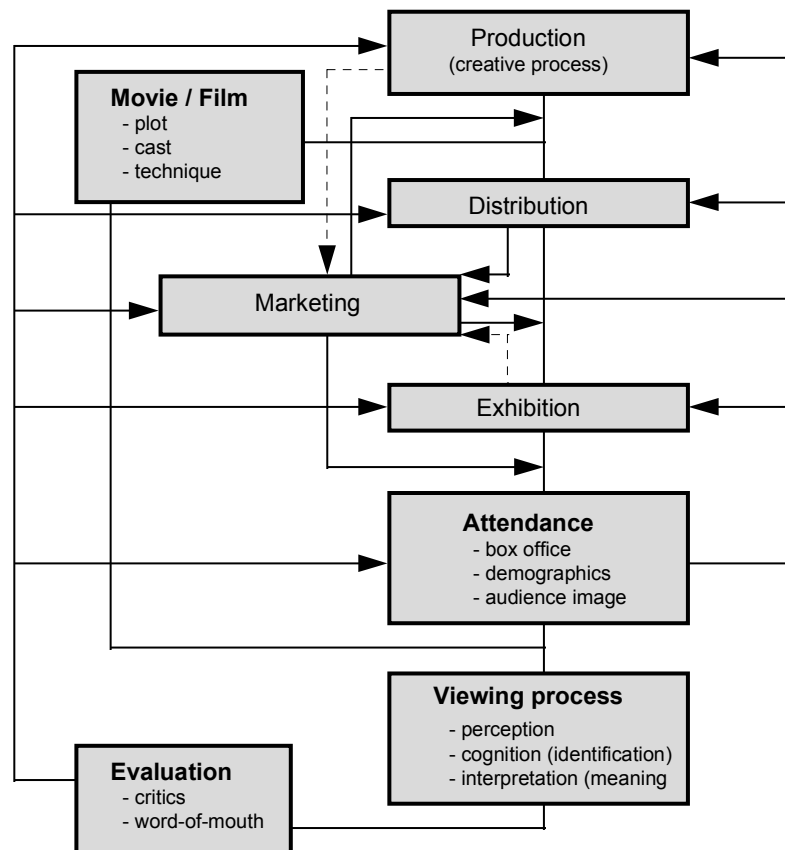 Production
(creative process)
Movie / Film
- plot
- cast
- technique
Distribution
Marketing
Exhibition
Attendance
- box office
- demographics
- audience image
Viewing process
- perception
- cognition (identification)
- interpretation (meaning
Evaluation
- critics
- word-of-mouth